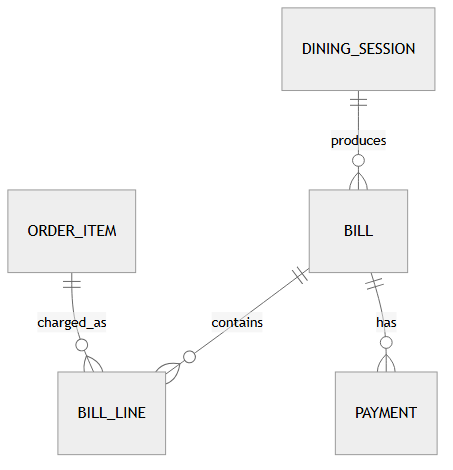 DINING_SESSION
produces
ORDER_ITEM
BILL
charged_as
contains
has
BILL_LINE
PAYMENT